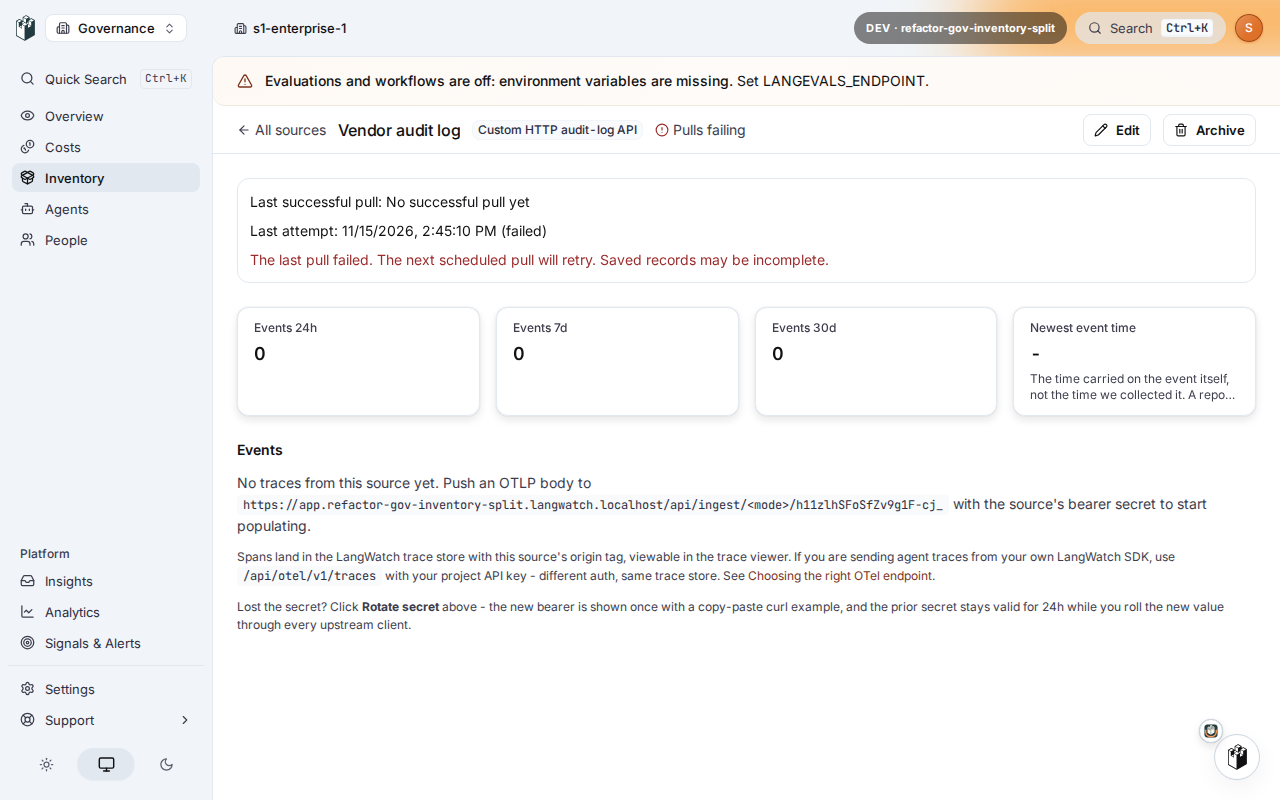 Governance
s1-enterprise-1
DEV · refactor-gov-inventory-split
Search Ctrl+K
S
Quick Search Ctrl+K
Overview
Costs
Inventory
Agents
People
Platform
Insights
Analytics
Signals & Alerts
Settings
Support
Evaluations and workflows are off: environment variables are missing. Set LANGEVALS_ENDPOINT.
All sources Vendor audit log Custom HTTP audit-log API Pulls failing Edit Archive
Last successful pull: No successful pull yet
Last attempt: 11/15/2026, 2:45:10 PM (failed)
The last pull failed. The next scheduled pull will retry. Saved records may be incomplete.
Events 24h
0
Events 7d
0
Events 30d
0
Newest event time
-
The time carried on the event itself,
not the time we collected it. A repo…
Events
No traces from this source yet. Push an OTLP body to
https://app.refactor-gov-inventory-split.langwatch.localhost/api/ingest/<mode>/h11zlhSFoSfZv9g1F-cj_ with the source's bearer secret to start
populating.
Spans land in the LangWatch trace store with this source's origin tag, viewable in the trace viewer. If you are sending agent traces from your own LangWatch SDK, use
/api/otel/v1/traces with your project API key - different auth, same trace store. See Choosing the right OTel endpoint.
Lost the secret? Click Rotate secret above - the new bearer is shown once with a copy-paste curl example, and the prior secret stays valid for 24h while you roll the new value
through every upstream client.